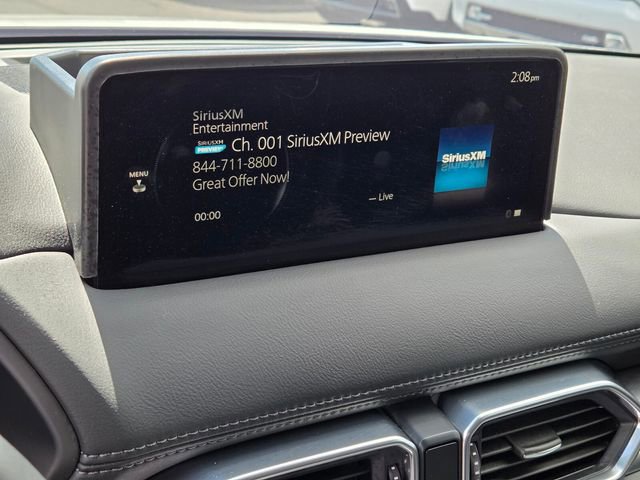 2:08pm
SiriusXM
Entertainment
SIRIUSXM PREVIEW Ch. 001 SiriusXM Preview
844-711-8800
Great Offer Now!
MENU
SiriusXM
-- Live
00:00